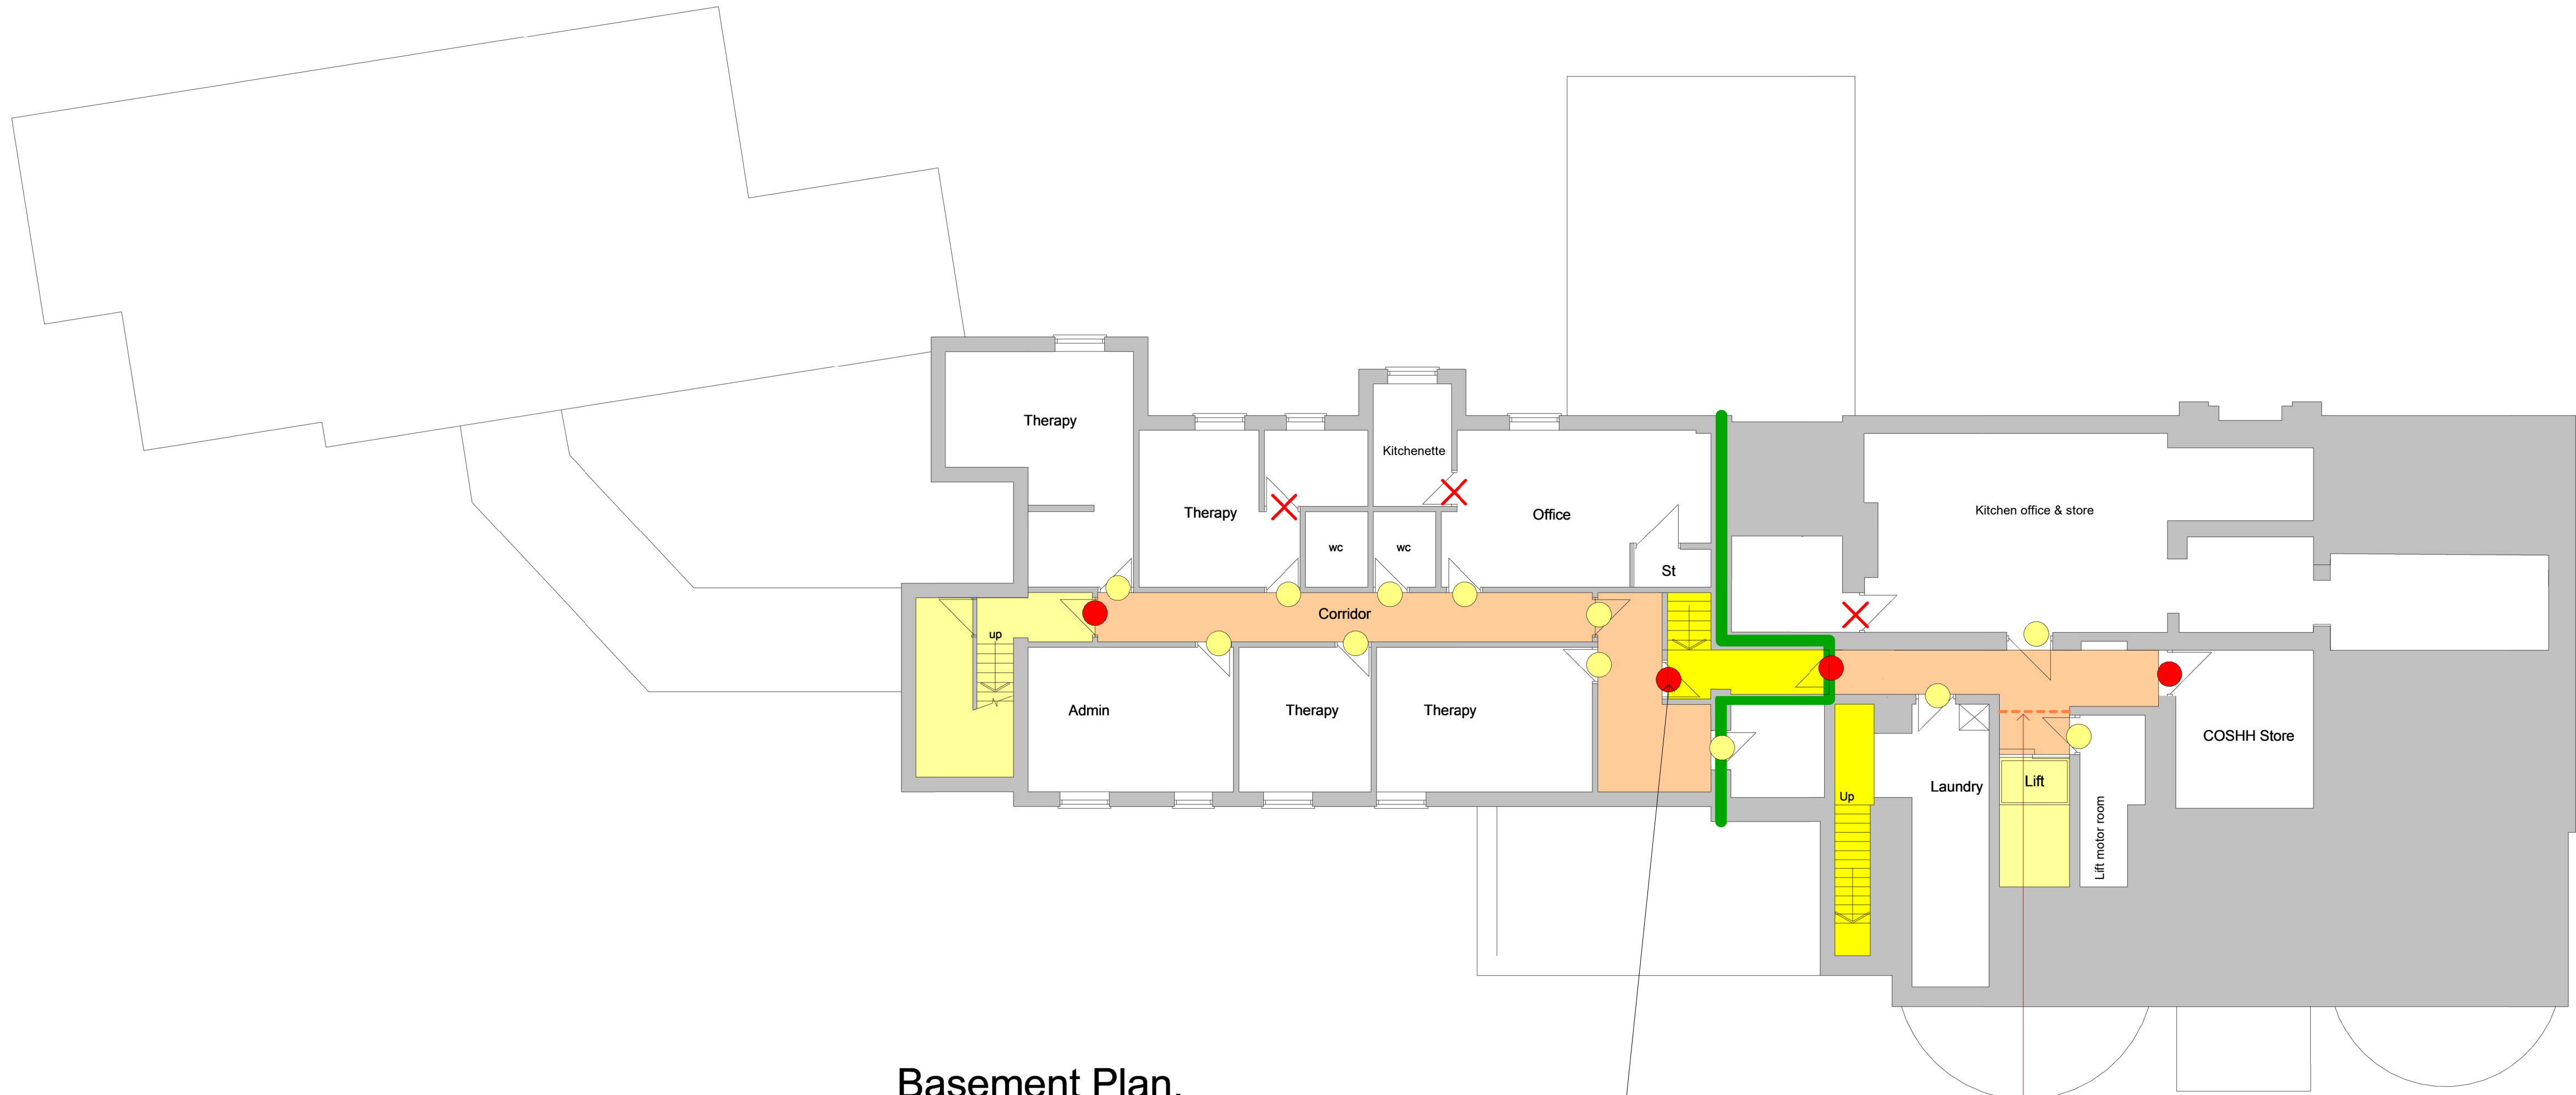 Therapy
Kitchenette
Therapy
Office
Kitchen office & store
wc
wc
St
Corridor
up
Admin
Therapy
Therapy
COSHH Store
Lift
Laundry
Up
Lift motor room
Basement Plan.